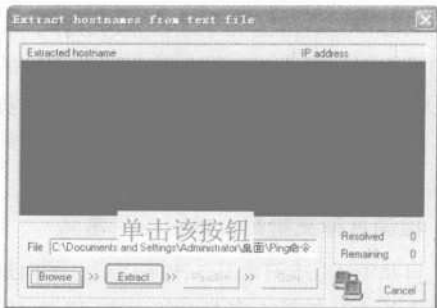 Extract hostnames from text file
Extracted hostname IP address
单击该按钮
File C:\Documents and Settings\Administrator\桌面\Ping命令
Resolved 0
Remaining 0
Browse >> Extract >> >>
Cancel